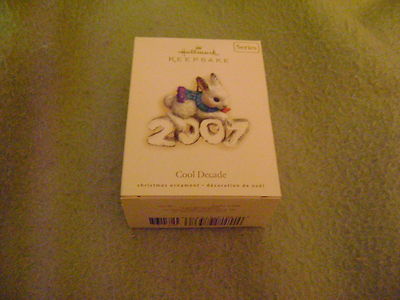 Hallmark
KEEPSAKE
Series
2007
Cool Decade
christmas ornament - décoration de noël